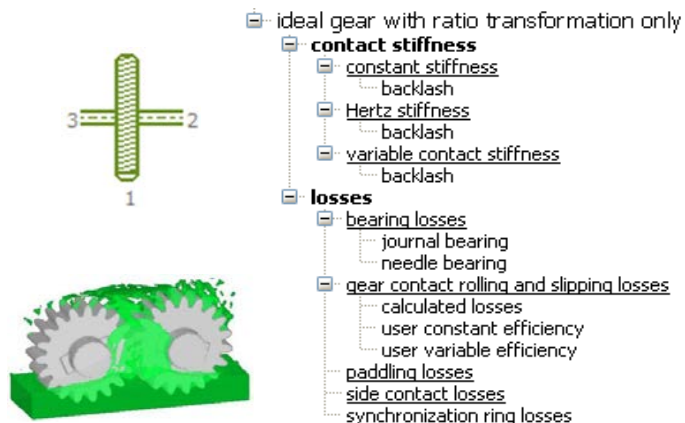 ideal gear with ratio transformation only
contact stiffness
constant stiffness
backlash
Hertz stiffness
backlash
variable contact stiffness
backlash
losses
bearing losses
journal bearing
needle bearing
gear contact rolling and slipping losses
calculated losses
user constant efficiency
user variable efficiency
paddling losses
side contact losses
synchronization ring losses
3 2
1